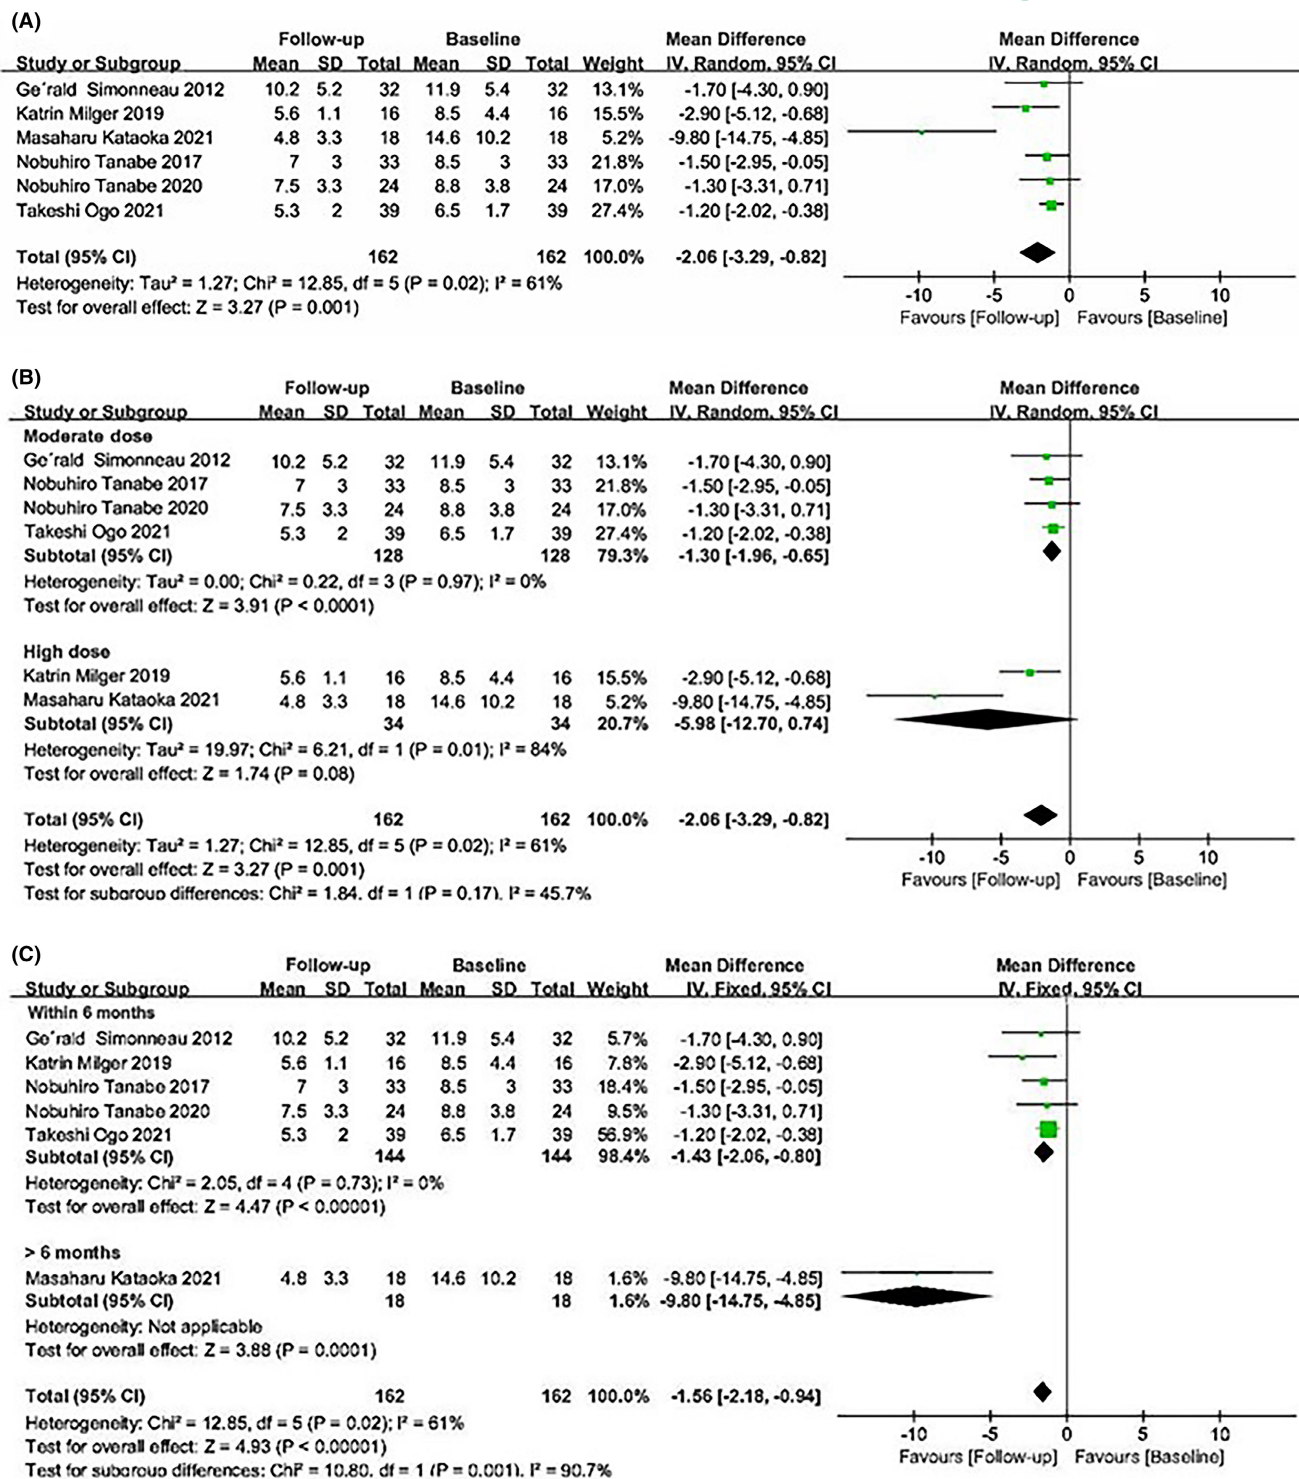 (A)
Follow-up Baseline Mean Difference Mean Difference
Study or Subgroup Mean SD Total Mean SD Total Weight IV, Random, 95% CI IV, Random, 95% CI
Ge´rald Simonneau 2012 10.2 5.2 32 11.9 5.4 32 13.1% -1.70 [-4.30, 0.90]
Katrin Milger 2019 5.6 1.1 16 8.5 4.4 16 15.5% -2.90 [-5.12, -0.68]
Masaharu Kataoka 2021 4.8 3.3 18 14.6 10.2 18 5.2% -9.80 [-14.75, -4.85]
Nobuhiro Tanabe 2017 7 3 33 8.5 3 33 21.8% -1.50 [-2.95, -0.05]
Nobuhiro Tanabe 2020 7.5 3.3 24 8.8 3.8 24 17.0% -1.30 [-3.31, 0.71]
Takeshi Ogo 2021 5.3 2 39 6.5 1.7 39 27.4% -1.20 [-2.02, -0.38]
Total (95% CI) 162 162 100.0% -2.06 [-3.29, -0.82]
Heterogeneity: Tau² = 1.27; Chi² = 12.85, df = 5 (P = 0.02); I² = 61%
Test for overall effect: Z = 3.27 (P = 0.001)
-10 -5 0 5 10
Favours [Follow-up] Favours [Baseline]
(B)
Follow-up Baseline Mean Difference Mean Difference
Study or Subgroup Mean SD Total Mean SD Total Weight IV, Random, 95% CI IV, Random, 95% CI
Moderate dose
Ge´rald Simonneau 2012 10.2 5.2 32 11.9 5.4 32 13.1% -1.70 [-4.30, 0.90]
Nobuhiro Tanabe 2017 7 3 33 8.5 3 33 21.8% -1.50 [-2.95, -0.05]
Nobuhiro Tanabe 2020 7.5 3.3 24 8.8 3.8 24 17.0% -1.30 [-3.31, 0.71]
Takeshi Ogo 2021 5.3 2 39 6.5 1.7 39 27.4% -1.20 [-2.02, -0.38]
Subtotal (95% CI) 128 128 79.3% -1.30 [-1.96, -0.65]
Heterogeneity: Tau² = 0.00; Chi² = 0.22, df = 3 (P = 0.97); I² = 0%
Test for overall effect: Z = 3.91 (P < 0.0001)
High dose
Katrin Milger 2019 5.6 1.1 16 8.5 4.4 16 15.5% -2.90 [-5.12, -0.68]
Masaharu Kataoka 2021 4.8 3.3 18 14.6 10.2 18 5.2% -9.80 [-14.75, -4.85]
Subtotal (95% CI) 34 34 20.7% -5.98 [-12.70, 0.74]
Heterogeneity: Tau² = 19.97; Chi² = 6.21, df = 1 (P = 0.01); I² = 84%
Test for overall effect: Z = 1.74 (P = 0.08)
Total (95% CI) 162 162 100.0% -2.06 [-3.29, -0.82]
Heterogeneity: Tau² = 1.27; Chi² = 12.85, df = 5 (P = 0.02); I² = 61%
Test for overall effect: Z = 3.27 (P = 0.001)
Test for subgroup differences: Chi² = 1.84, df = 1 (P = 0.17), I² = 45.7%
-10 -5 0 5 10
Favours [Follow-up] Favours [Baseline]
(C)
Follow-up Baseline Mean Difference Mean Difference
Study or Subgroup Mean SD Total Mean SD Total Weight IV, Fixed, 95% CI IV, Fixed, 95% CI
Within 6 months
Ge´rald Simonneau 2012 10.2 5.2 32 11.9 5.4 32 5.7% -1.70 [-4.30, 0.90]
Katrin Milger 2019 5.6 1.1 16 8.5 4.4 16 7.8% -2.90 [-5.12, -0.68]
Nobuhiro Tanabe 2017 7 3 33 8.5 3 33 18.4% -1.50 [-2.95, -0.05]
Nobuhiro Tanabe 2020 7.5 3.3 24 8.8 3.8 24 9.5% -1.30 [-3.31, 0.71]
Takeshi Ogo 2021 5.3 2 39 6.5 1.7 39 56.9% -1.20 [-2.02, -0.38]
Subtotal (95% CI) 144 144 98.4% -1.43 [-2.06, -0.80]
Heterogeneity: Chi² = 2.05, df = 4 (P = 0.73); I² = 0%
Test for overall effect: Z = 4.47 (P < 0.00001)
> 6 months
Masaharu Kataoka 2021 4.8 3.3 18 14.6 10.2 18 1.6% -9.80 [-14.75, -4.85]
Subtotal (95% CI) 18 18 1.6% -9.80 [-14.75, -4.85]
Heterogeneity: Not applicable
Test for overall effect: Z = 3.88 (P = 0.0001)
Total (95% CI) 162 162 100.0% -1.56 [-2.18, -0.94]
Heterogeneity: Chi² = 12.85, df = 5 (P = 0.02); I² = 61%
Test for overall effect: Z = 4.93 (P < 0.00001)
Test for subgroup differences: Chi² = 10.80, df = 1 (P = 0.001), I² = 90.7%
-10 -5 0 5 10
Favours [Follow-up] Favours [Baseline]